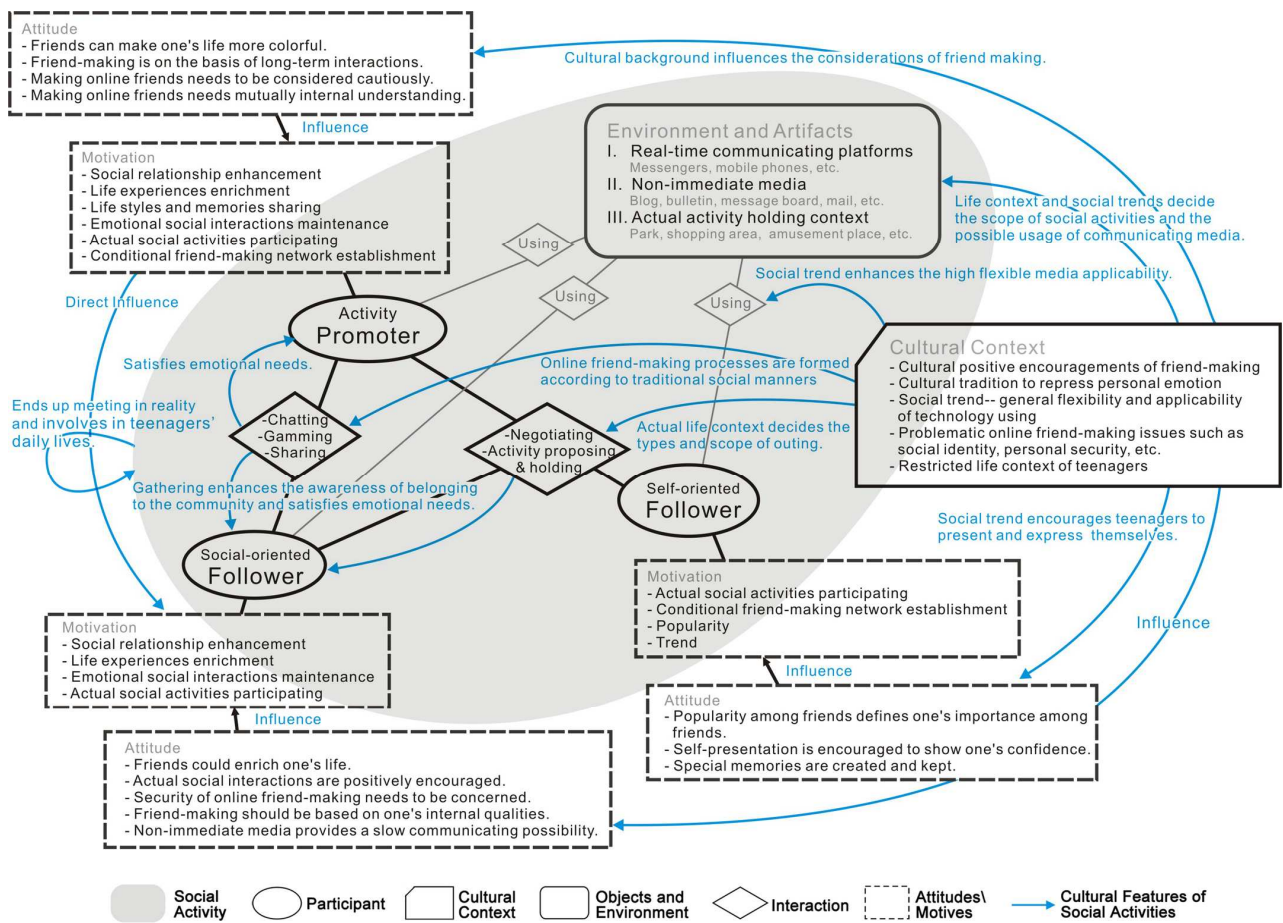 Attitude
- Friends can make one's life more colorful.
- Friend-making is on the basis of long-term interactions.
- Making online friends needs to be considered cautiously.
- Making online friends needs mutually internal understanding.
Cultural background influences the considerations of friend making.
Influence
Motivation
- Social relationship enhancement
- Life experiences enrichment
- Life styles and memories sharing
- Emotional social interactions maintenance
- Actual social activities participating
- Conditional friend-making network establishment
Environment and Artifacts
I. Real-time communicating platforms
Messengers, mobile phones, etc.
II. Non-immediate media
Blog, bulletin, message board, mail, etc.
III. Actual activity holding context
Park, shopping area, amusement place, etc.
Life context and social trends decide
the scope of social activities and the
possible usage of communicating media.
Using
Using
Using
Social trend enhances the high flexible media applicability.
Direct Influence
Activity
Promoter
Satisfies emotional needs.
Online friend-making processes are formed
according to traditional social manners
Cultural Context
- Cultural positive encouragements of friend-making
- Cultural tradition to repress personal emotion
- Social trend-- general flexibility and applicability
of technology using
- Problematic online friend-making issues such as
social identity, personal security, etc.
- Restricted life context of teenagers
Ends up meeting in reality
and involves in teenagers'
daily lives.
-Chatting
-Gamming
-Sharing
-Negotiating
-Activity proposing
& holding
Actual life context decides the
types and scope of outing.
Gathering enhances the awareness of belonging
to the community and satisfies emotional needs.
Self-oriented
Follower
Social-oriented
Follower
Social trend encourages teenagers to
present and express themselves.
Motivation
- Actual social activities participating
- Conditional friend-making network establishment
- Popularity
- Trend
Influence
Motivation
- Social relationship enhancement
- Life experiences enrichment
- Emotional social interactions maintenance
- Actual social activities participating
Influence
Influence
Attitude
- Popularity among friends defines one's importance among
friends.
- Self-presentation is encouraged to show one's confidence.
- Special memories are created and kept.
Attitude
- Friends could enrich one's life.
- Actual social interactions are positively encouraged.
- Security of online friend-making needs to be concerned.
- Friend-making should be based on one's internal qualities.
- Non-immediate media provides a slow communicating possibility.
Social
Activity
Participant
Cultural
Context
Objects and
Environment
Interaction
Attitudes\
Motives
Cultural Features of
Social Activities